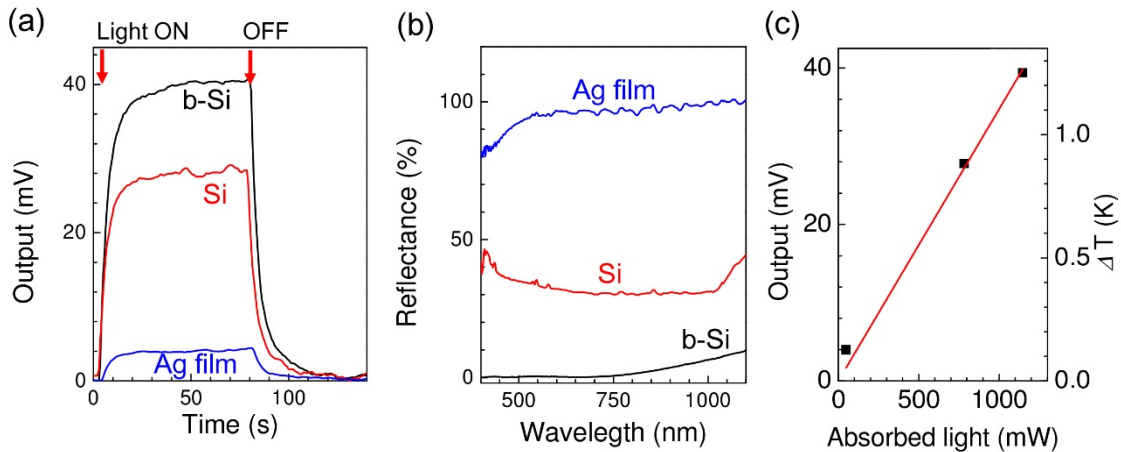 (a)
Light ON
OFF
b-Si
Si
Ag film
40
20
0
Output (mV)
0
50
100
Time (s)
(b)
Ag film
Si
b-Si
100
50
0
Reflectance (%)
500
750
1000
Wavelegth (nm)
(c)
40
20
0
Output (mV)
1.0
0.5
0.0
Δ T (K)
0
500
1000
Absorbed light (mW)